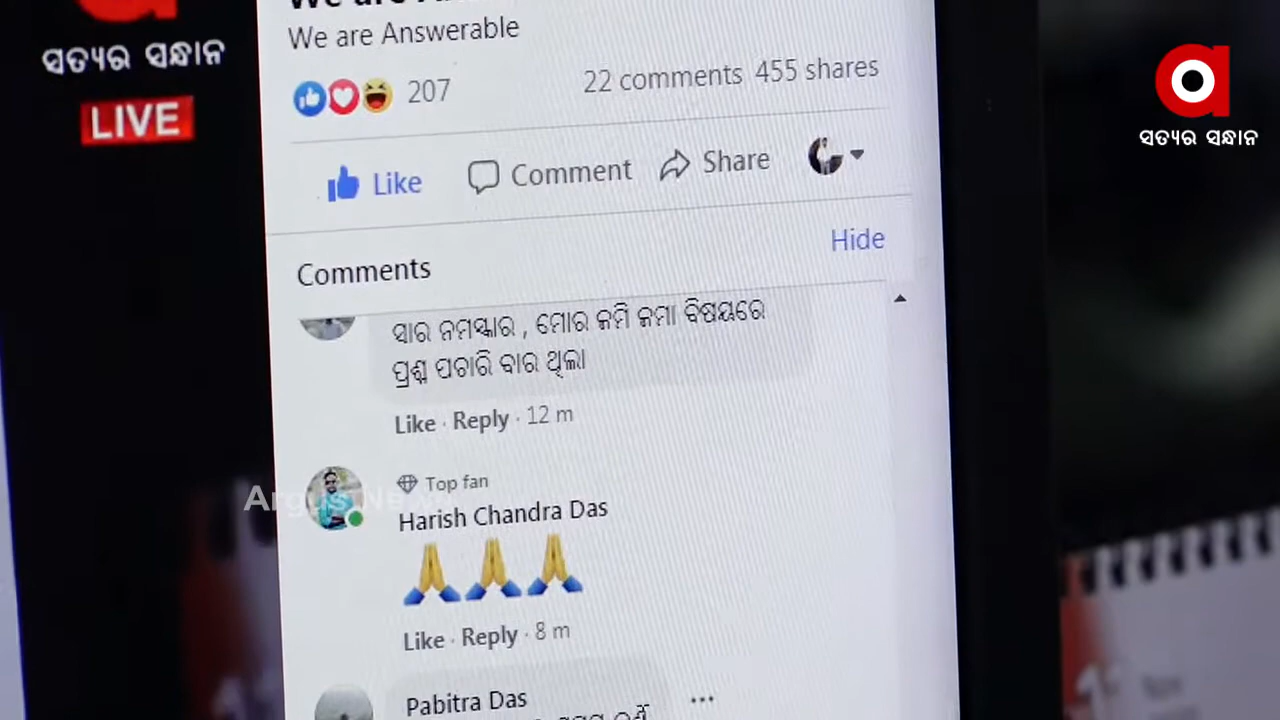 ସତ୍ୟର ସନ୍ଧାନ
LIVE
We are Answerable
207
22 comments 455 shares
Like
Comment
Share
Comments
Hide
ସାର ନମସ୍କାର , ମୋର ଜମି ଜମା ବିଷୟରେ
ପ୍ରଶ୍ନ ପଚାରି ବାର ଥିଲା
Like · Reply · 12 m
Top fan
Harish Chandra Das
Like · Reply · 8 m
Pabitra Das
ସତ୍ୟର ସନ୍ଧାନ